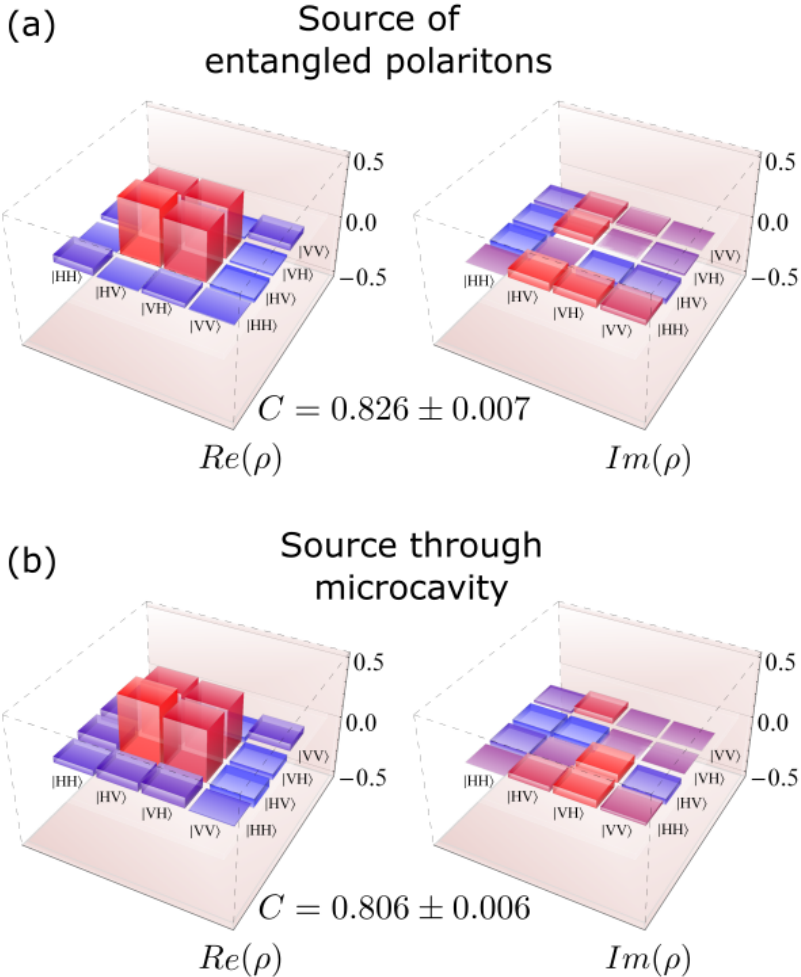 (a)
Source of
entangled polaritons
0.5
0.0
−0.5
|HH⟩
|HV⟩
|VH⟩
|VV⟩
|HH⟩
|HV⟩
|VH⟩
|VV⟩
0.5
0.0
−0.5
|HH⟩
|HV⟩
|VH⟩
|VV⟩
|HH⟩
|HV⟩
|VH⟩
|VV⟩
C = 0.826 ± 0.007
Re(ρ)
Im(ρ)
(b)
Source through
microcavity
0.5
0.0
−0.5
|HH⟩
|HV⟩
|VH⟩
|VV⟩
|HH⟩
|HV⟩
|VH⟩
|VV⟩
0.5
0.0
−0.5
|HH⟩
|HV⟩
|VH⟩
|VV⟩
|HH⟩
|HV⟩
|VH⟩
|VV⟩
C = 0.806 ± 0.006
Re(ρ)
Im(ρ)